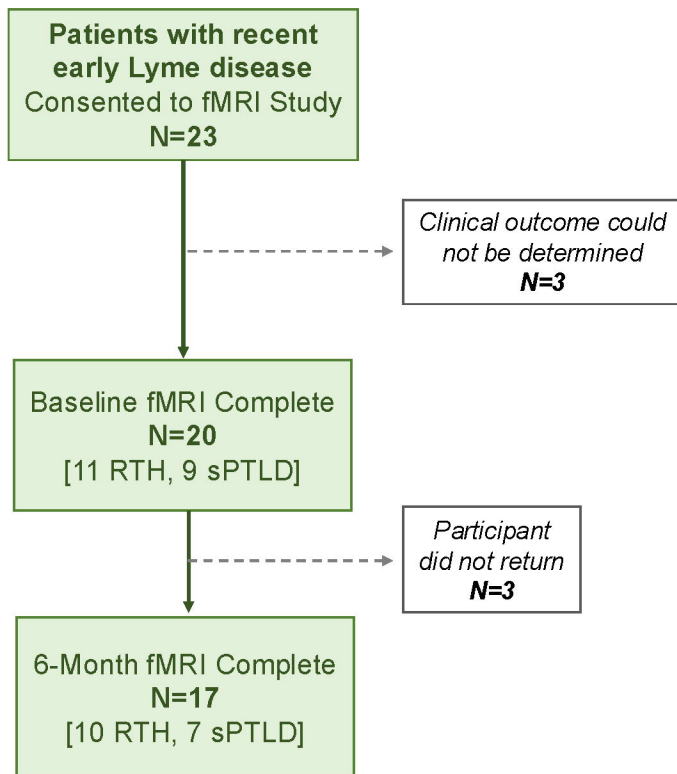 Patients with recent
early Lyme disease
Consented to fMRI Study
N=23
Clinical outcome could
not be determined
N=3
Baseline fMRI Complete
N=20
[11 RTH, 9 sPTLD]
Participant
did not return
N=3
6-Month fMRI Complete
N=17
[10 RTH, 7 sPTLD]